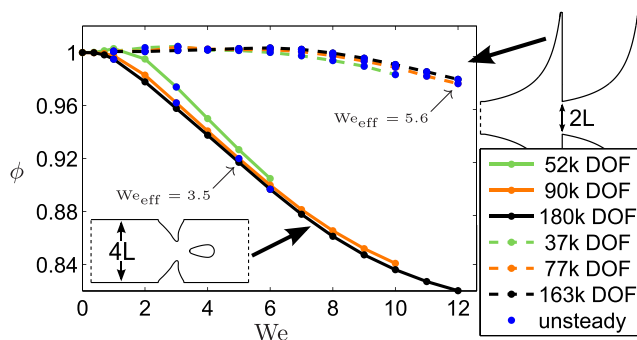 1
0.96
0.92
0.88
0.84
ϕ
0 2 4 6 8 10 12
We
We_eff = 5.6
We_eff = 3.5
4L
2L
52k DOF
90k DOF
180k DOF
37k DOF
77k DOF
163k DOF
unsteady